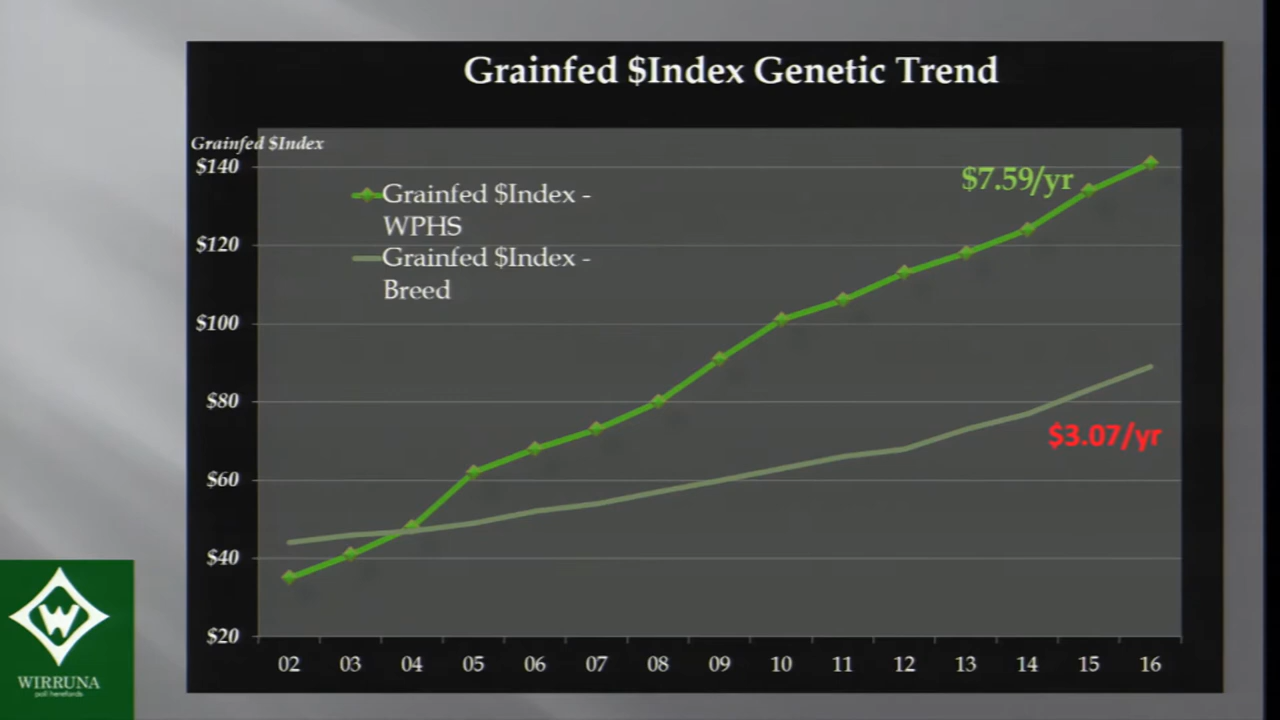 Grainfed $Index Genetic Trend
Grainfed $Index
$140
$120
$100
$80
$60
$40
$20
Grainfed $Index -
WPHS
Grainfed $Index -
Breed
$7.59/yr
$3.07/yr
02 03 04 05 06 07 08 09 10 11 12 13 14 15 16
W
WIRRUNA
poll herefords